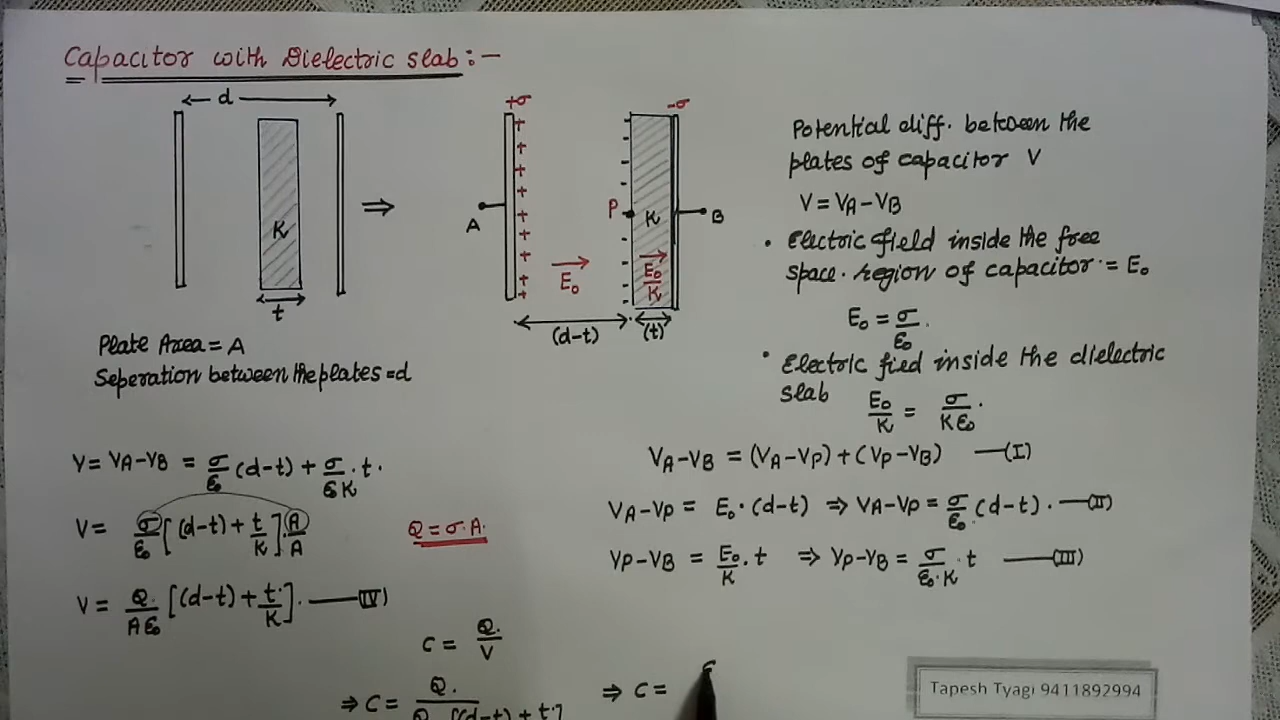 Capacitor with Dielectric slab:-
d
K
t
Plate Area = A
Seperation between the plates = d
+σ
-σ
+ + + + + + + +
- - - - - - - - - - -
A
P
K
B
E₀
E₀/K
(d-t)
(t)
Potential diff. between the
plates of capacitor V
V = VA-VB
• Electric field inside the free
space. region of capacitor = E₀
E₀ = σ/ε₀.
• Electric fied inside the dielectric
slab
E₀/K = σ/Kε₀.
VA-VB = (VA-VP)+(VP-VB) —(I)
VA-VP = E₀·(d-t) ⇒ VA-VP = σ/ε₀ (d-t). —(II)
VP-VB = E₀/K . t ⇒ VP-VB = σ/ε₀·K . t —(III)
V = VA-VB = σ/ε₀ (d-t) + σ/ε₀K . t.
V = σ/ε₀ [(d-t) + t/K] . A/A
Q = σ.A.
V = Q./Aε₀ [(d-t) + t/K]. —(IV)
C = Q./V
⇒ C = Q./Q [(d-t) + t
⇒ C =
Tapesh Tyagi 9411892994